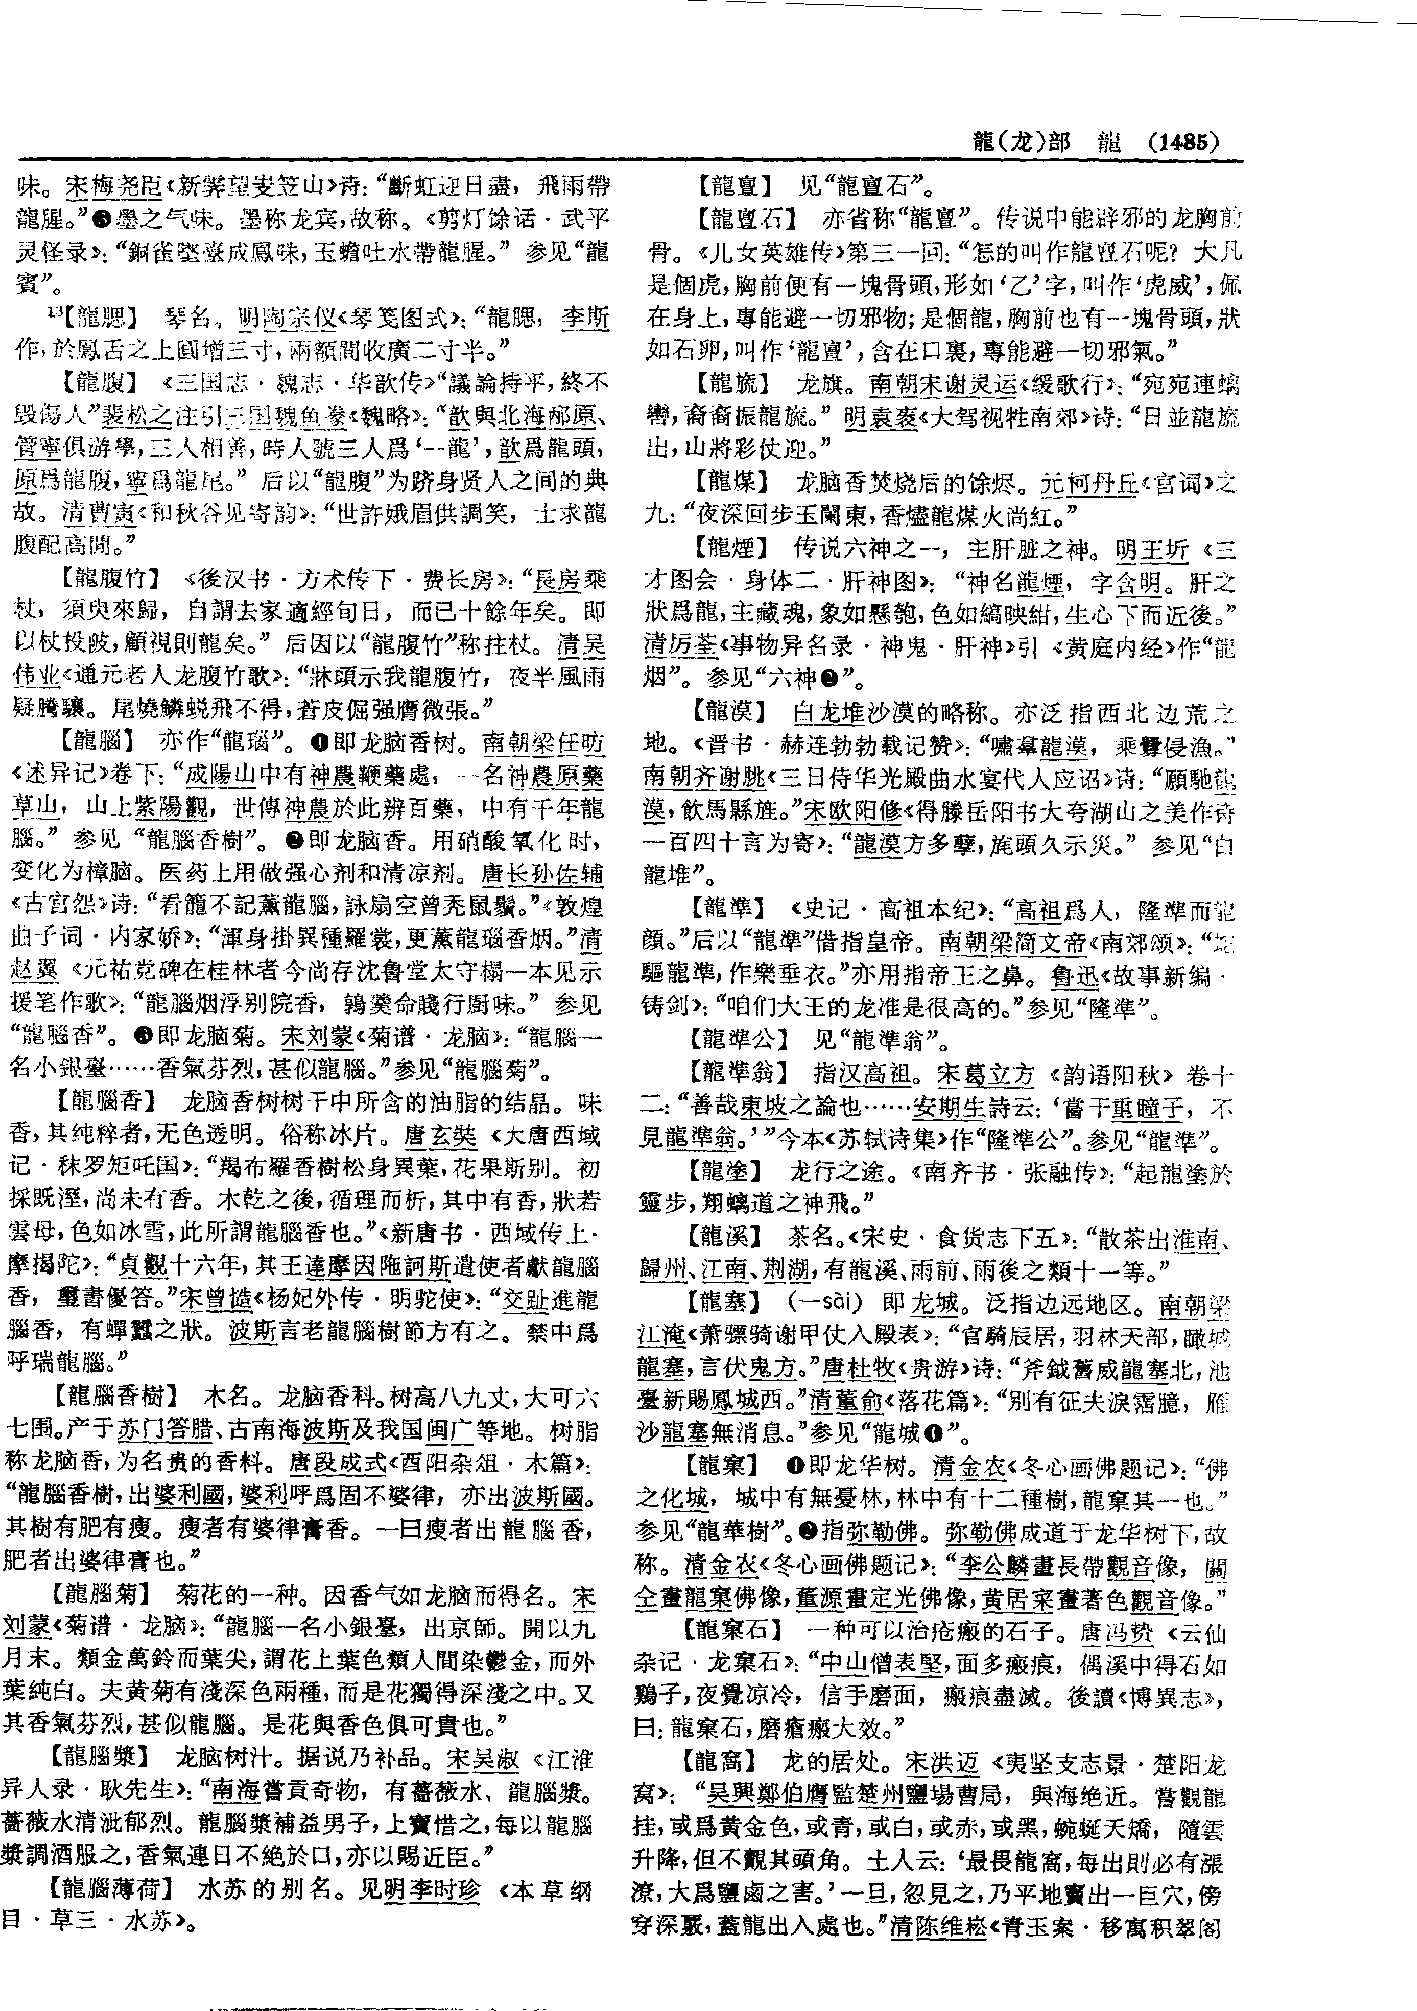 龍(龙)部　龍　(1485)
味。宋梅尧臣《新霁望岌笠山》诗：“斷虹迎日盡，飛雨帶
龍腥。”❸墨之气味。墨称龙宾，故称。《剪灯馀话·武平
灵怪录》：“銅雀墜臺成鳳味，玉蟾吐水帶龍腥。”参见“龍
賓”。
13【龍腮】　琴名。明陶宗仪《琴笺图式》：“龍腮，李斯
作，於鳳舌之上圓增三寸，兩額間收廣二寸半。”
【龍腹】　《三国志·魏志·华歆传》“議論持平，終不
毀傷人”裴松之注引三国魏鱼豢《魏略》：“歆與北海邴原、
管寧俱游學，三人相善，時人號三人爲‘一龍’，歆爲龍頭，
原爲龍腹，寧爲龍尾。”后以“龍腹”为跻身贤人之间的典
故。清曹寅《和秋谷见寄韵》：“世許娥眉供調笑，士求龍
腹配高閒。”
【龍腹竹】　《後汉书·方术传下·费长房》：“長房乘
杖，須臾來歸，自謂去家適經旬日，而已十餘年矣。即
以杖投陂，顧視則龍矣。”后因以“龍腹竹”称拄杖。清吴
伟业《通元老人龙腹竹歌》：“牀頭示我龍腹竹，夜半風雨
疑騰驤。尾燒鱗蜕飛不得，蒼皮倔强膺微張。”
【龍腦】　亦作“龍瑙”。❶即龙脑香树。南朝梁任昉
《述异记》卷下：“成陽山中有神農鞭藥處，一名神農原藥
草山，山上紫陽觀，世傳神農於此辨百藥，中有千年龍
腦。”参见“龍腦香樹”。❷即龙脑香。用硝酸氧化时，
变化为樟脑。医药上用做强心剂和清凉剂。唐长孙佐辅
《古宫怨》诗：“看籠不記薰龍腦，詠扇空曾秃鼠鬚。”《敦煌
曲子词·内家娇》：“渾身掛異種羅裳，更薰龍瑙香烟。”清
赵翼《元祐党碑在桂林者今尚存沈鲁堂太守榻一本见示
援笔作歌》：“龍腦烟浮别院香，鶉羹命賤行厨味。”参见
“龍腦香”。❸即龙脑菊。宋刘蒙《菊谱·龙脑》：“龍腦一
名小銀臺……香氣芬烈，甚似龍腦。”参见“龍腦菊”。
【龍腦香】　龙脑香树树干中所含的油脂的结晶。味
香，其纯粹者，无色透明。俗称冰片。唐玄奘《大唐西域
记·秣罗矩吒国》：“羯布羅香樹松身異葉，花果斯别。初
採既溼，尚未有香。木乾之後，循理而析，其中有香，狀若
雲母，色如冰雪，此所謂龍腦香也。”《新唐书·西域传上·
摩揭陀》：“貞觀十六年，其王達摩因陁訶斯遣使者獻龍腦
香，璽書優答。”宋曾慥《杨妃外传·明驼使》：“交趾進龍
腦香，有蟬蠶之狀。波斯言老龍腦樹節方有之。禁中爲
呼瑞龍腦。”
【龍腦香樹】　木名。龙脑香科。树高八九丈，大可六
七围。产于苏门答腊、古南海波斯及我国闽广等地。树脂
称龙脑香，为名贵的香料。唐段成式《酉阳杂俎·木篇》：
“龍腦香樹，出婆利國，婆利呼爲固不婆律，亦出波斯國。
其樹有肥有瘦。瘦者有婆律膏香。一曰瘦者出龍腦香，
肥者出婆律膏也。”
【龍腦菊】　菊花的一种。因香气如龙脑而得名。宋
刘蒙《菊谱·龙脑》：“龍腦一名小銀臺，出京師。開以九
月末。類金萬鈴而葉尖，謂花上葉色類人間染鬱金，而外
葉純白。夫黄菊有淺深色兩種，而是花獨得深淺之中。又
其香氣芬烈，甚似龍腦。是花與香色俱可貴也。”
【龍腦漿】　龙脑树汁。据说乃补品。宋吴淑《江淮
异人录·耿先生》：“南海嘗貢奇物，有薔薇水、龍腦漿。
薔薇水清泚郁烈。龍腦漿補益男子，上寶惜之，每以龍腦
漿調酒服之，香氣連日不絶於口，亦以賜近臣。”
【龍腦薄荷】　水苏的别名。见明李时珍《本草纲
目·草三·水苏》。
【龍亶】　见“龍亶石”。
【龍亶石】　亦省称“龍亶”。传说中能辟邪的龙胸前
骨。《儿女英雄传》第三一回：“怎的叫作龍亶石呢？大凡
是個虎，胸前便有一塊骨頭，形如‘乙’字，叫作‘虎威’，佩
在身上，專能避一切邪物；是個龍，胸前也有一塊骨頭，狀
如石卵，叫作‘龍亶’，含在口裏，專能避一切邪氣。”
【龍旒】　龙旗。南朝宋谢灵运《缓歌行》：“宛宛連螭
轡，裔裔振龍旒。”明袁袠《大驾视牲南郊》诗：“日並龍旒
出，山將彩仗迎。”
【龍煤】　龙脑香焚烧后的馀烬。元柯丹丘《宫词》之
九：“夜深回步玉闌東，香燼龍煤火尚紅。”
【龍煙】　传说六神之一，主肝脏之神。明王圻《三
才图会·身体二·肝神图》：“神名龍煙，字含明。肝之
狀爲龍，主藏魂，象如懸匏，色如縞映紺，生心下而近後。”
清厉荃《事物异名录·神鬼·肝神》引《黄庭内经》作“龍
烟”。参见“六神❷”。
【龍漠】　白龙堆沙漠的略称。亦泛指西北边荒之
地。《晋书·赫连勃勃载记赞》：“嘯羣龍漠，乘釁侵漁。”
南朝齐谢朓《三日侍华光殿曲水宴代人应诏》诗：“願馳龍
漠，飲馬縣旌。”宋欧阳修《得滕岳阳书大夸湖山之美作诗
一百四十言为寄》：“龍漠方多孽，旄頭久示災。”参见“白
龍堆”。
【龍準】　《史记·高祖本纪》：“高祖爲人，隆準而龍
顔。”后以“龍準”借指皇帝。南朝梁简文帝《南郊颂》：“
驅龍準，作樂垂衣。”亦用指帝王之鼻。鲁迅《故事新编·
铸剑》：“咱们大王的龙准是很高的。”参见“隆準”。
【龍準公】　见“龍準翁”。
【龍準翁】　指汉高祖。宋葛立方《韵语阳秋》卷十
二：“善哉東坡之論也……安期生詩云：‘嘗干重瞳子，不
見龍準翁。’”今本《苏轼诗集》作“隆準公”。参见“龍準”。
【龍塗】　龙行之途。《南齐书·张融传》：“起龍塗於
靈步，翔螭道之神飛。”
【龍溪】　茶名。《宋史·食货志下五》：“散茶出淮南、
歸州、江南、荆湖，有龍溪、雨前、雨後之類十一等。”
【龍塞】　（—sài）即龙城。泛指边远地区。南朝梁
江淹《萧骠骑谢甲仗入殿表》：“官騎辰居，羽林天部，瞰城
龍塞，言伏鬼方。”唐杜牧《贵游》诗：“斧鉞舊威龍塞北，池
臺新賜鳳城西。”清董俞《落花篇》：“别有征夫淚霑臆，雁
沙龍塞無消息。”参见“龍城❶”。
【龍窠】　❶即龙华树。清金农《冬心画佛题记》：“佛
之化城，城中有無憂林，林中有十二種樹，龍窠其一也。”
参见“龍華樹”。❷指弥勒佛。弥勒佛成道于龙华树下，故
称。清金农《冬心画佛题记》：“李公麟畫長帶觀音像，關
仝畫龍窠佛像，董源畫定光佛像，黄居寀畫著色觀音像。”
【龍窠石】　一种可以治疮瘢的石子。唐冯贽《云仙
杂记·龙窠石》：“中山僧表堅，面多瘢痕，偶溪中得石如
鷄子，夜覺凉冷，信手磨面，瘢痕盡滅。後讀《博異志》，
曰：龍窠石，磨瘡瘢大效。”
【龍窩】　龙的居处。宋洪迈《夷坚支志景·楚阳龙
窝》：“吴興鄭伯膺監楚州鹽場曹局，與海绝近。嘗觀龍
挂，或爲黄金色，或青，或白，或赤，或黑，蜿蜒夭矯，隨雲
升降，但不覩其頭角。土人云：‘最畏龍窩，每出則必有漲
潦，大爲鹽鹵之害。’一旦，忽見之，乃平地竇出一巨穴，傍
穿深竅，蓋龍出入處也。”清陈维崧《青玉案·移寓积翠阁